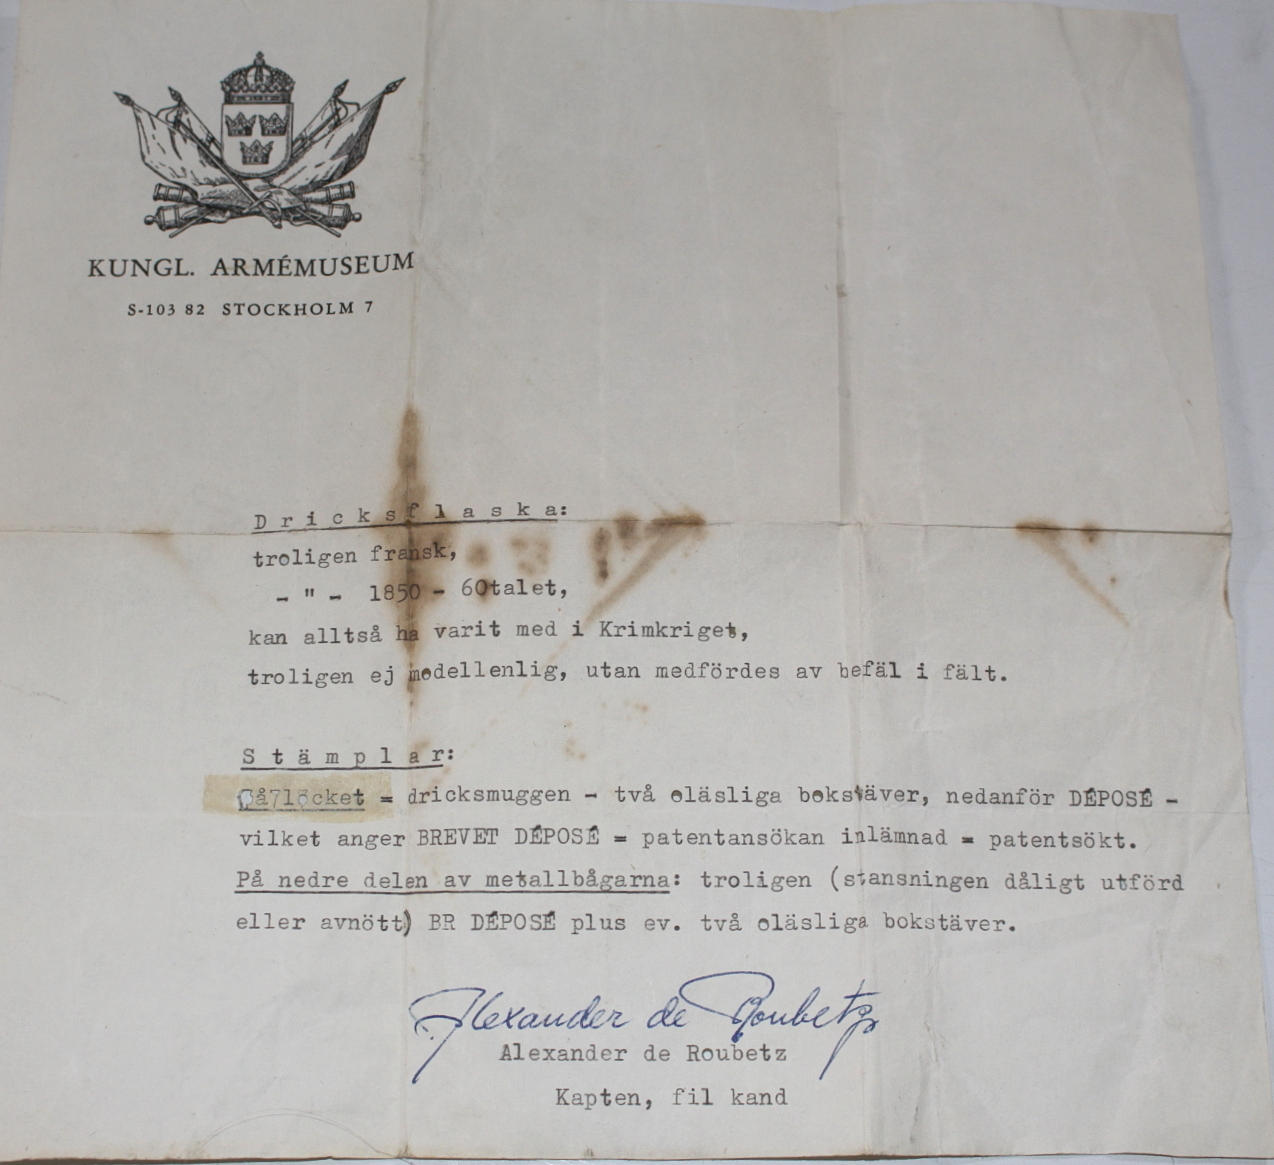 KUNGL. ARMÉMUSEUM
S-103 82 STOCKHOLM 7
D r i c k s f l a s k a:
troligen fransk,
- " - 1850 - 60talet,
kan alltså ha varit med i Krimkriget,
troligen ej modellenlig, utan medfördes av befäl i fält.
S t ä m p l a r:
På locket = dricksmuggen - två oläsliga bokstäver, nedanför DÉPOSÉ -
vilket anger BREVET DÉPOSÉ = patentansökan inlämnad = patentsökt.
På nedre delen av metallbågarna: troligen (stansningen dåligt utförd
eller avnött) BR DÉPOSÉ plus ev. två oläsliga bokstäver.
Alexander de Roubetz
Alexander de Roubetz
Kapten, fil kand